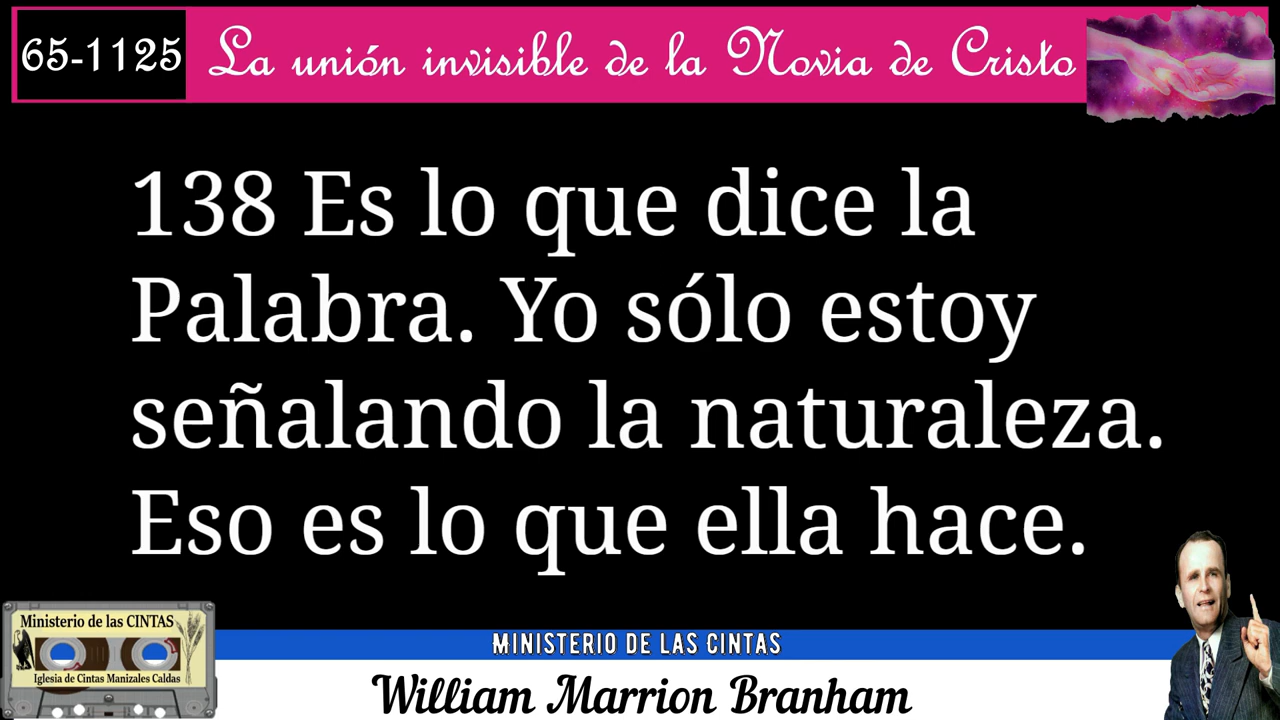 65-1125 La unión invisible de la Novia de Cristo
138 Es lo que dice la
Palabra. Yo sólo estoy
señalando la naturaleza.
Eso es lo que ella hace.
Ministerio de las CINTAS
Iglesia de Cintas Manizales Caldas
MINISTERIO DE LAS CINTAS
William Marrion Branham